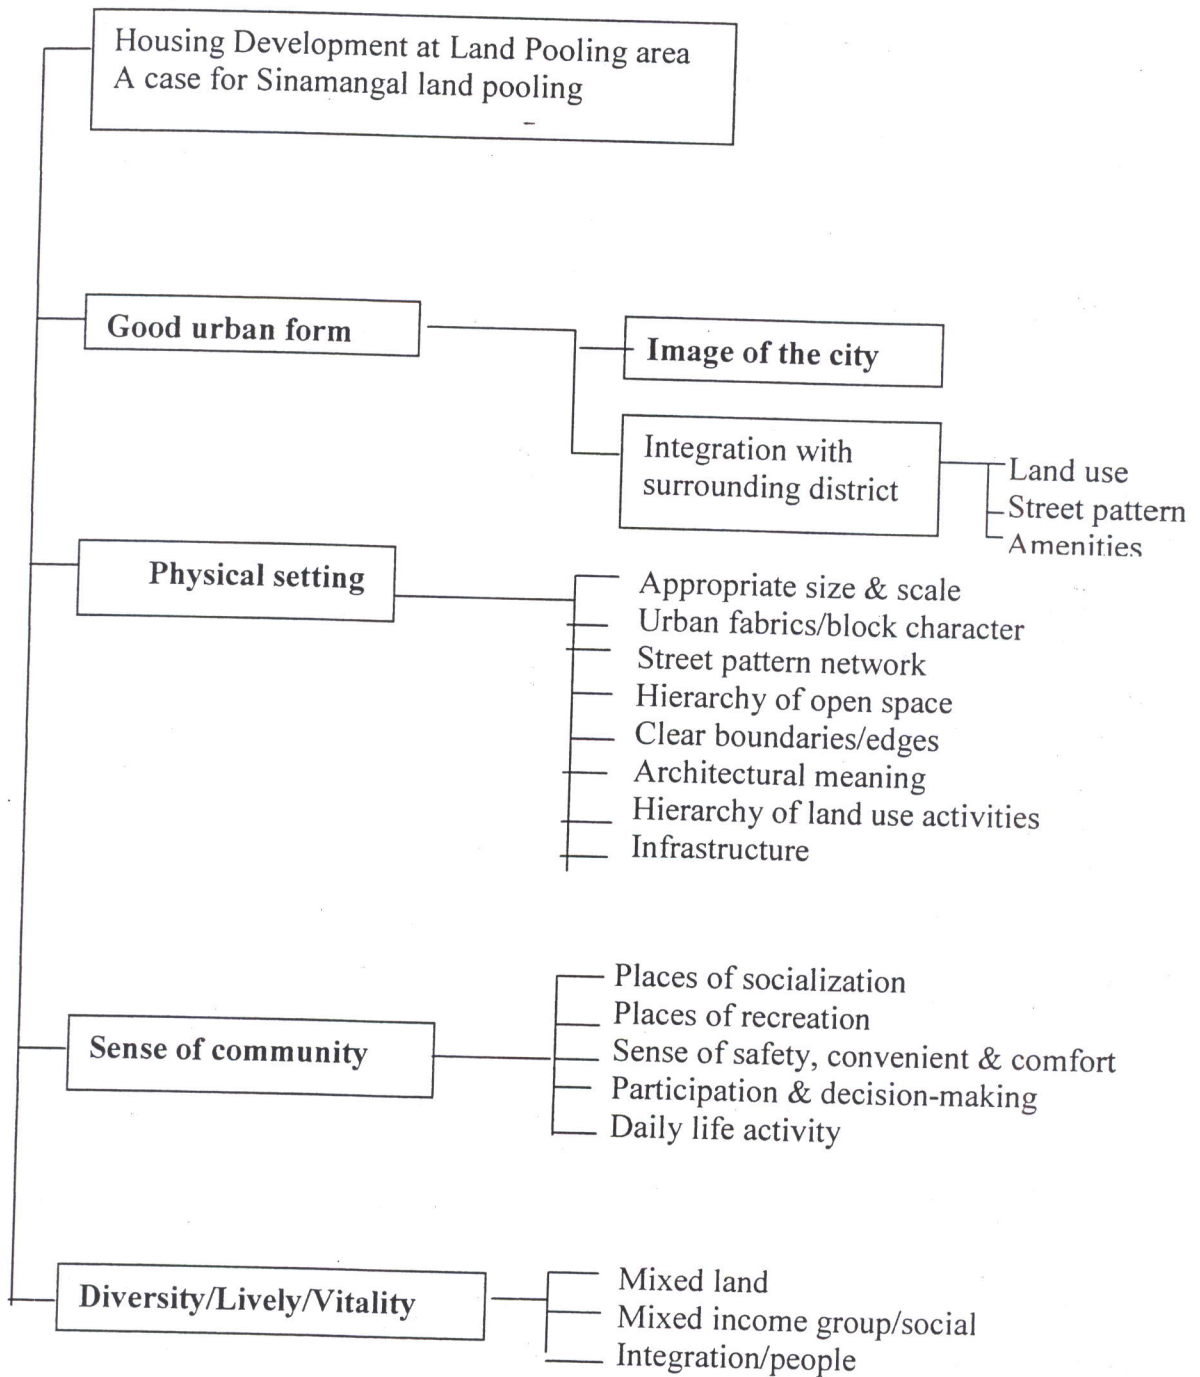 Housing Development at Land Pooling area
A case for Sinamangal land pooling
Good urban form
Image of the city
Integration with
surrounding district
Land use
Street pattern
Amenities
Physical setting
Appropriate size & scale
Urban fabrics/block character
Street pattern network
Hierarchy of open space
Clear boundaries/edges
Architectural meaning
Hierarchy of land use activities
Infrastructure
Sense of community
Places of socialization
Places of recreation
Sense of safety, convenient & comfort
Participation & decision-making
Daily life activity
Diversity/Lively/Vitality
Mixed land
Mixed income group/social
Integration/people